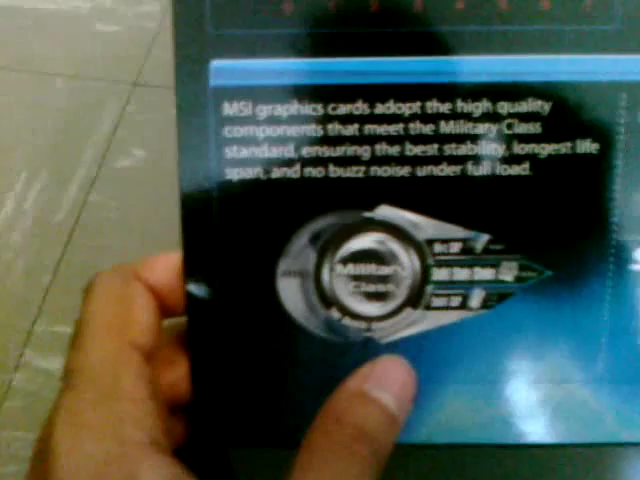 MSI graphics cards adopt the high quality
components that meet the Military Class
standard, ensuring the best stability, longest life
span, and no buzz noise under full load.
Military
Class